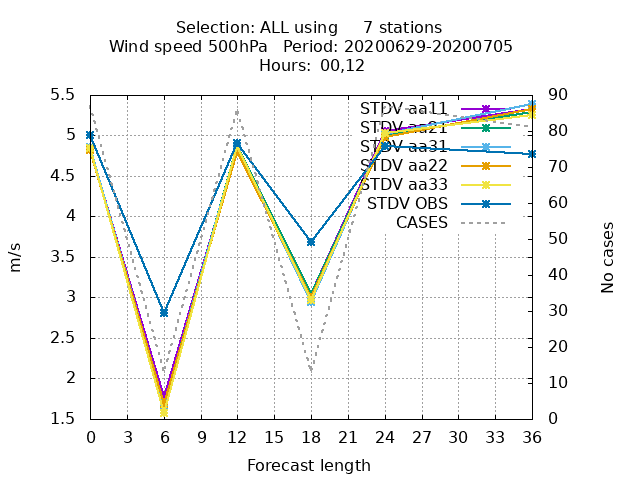 Selection: ALL using 7 stations
Wind speed 500hPa Period: 20200629-20200705
Hours: 00,12
STDV aa11
STDV aa21
STDV aa31
STDV aa22
STDV aa33
STDV OBS
CASES
5.5
5
4.5
4
3.5
3
2.5
2
1.5
90
80
70
60
50
40
30
20
10
0
m/s
No cases
0 3 6 9 12 15 18 21 24 27 30 33 36
Forecast length